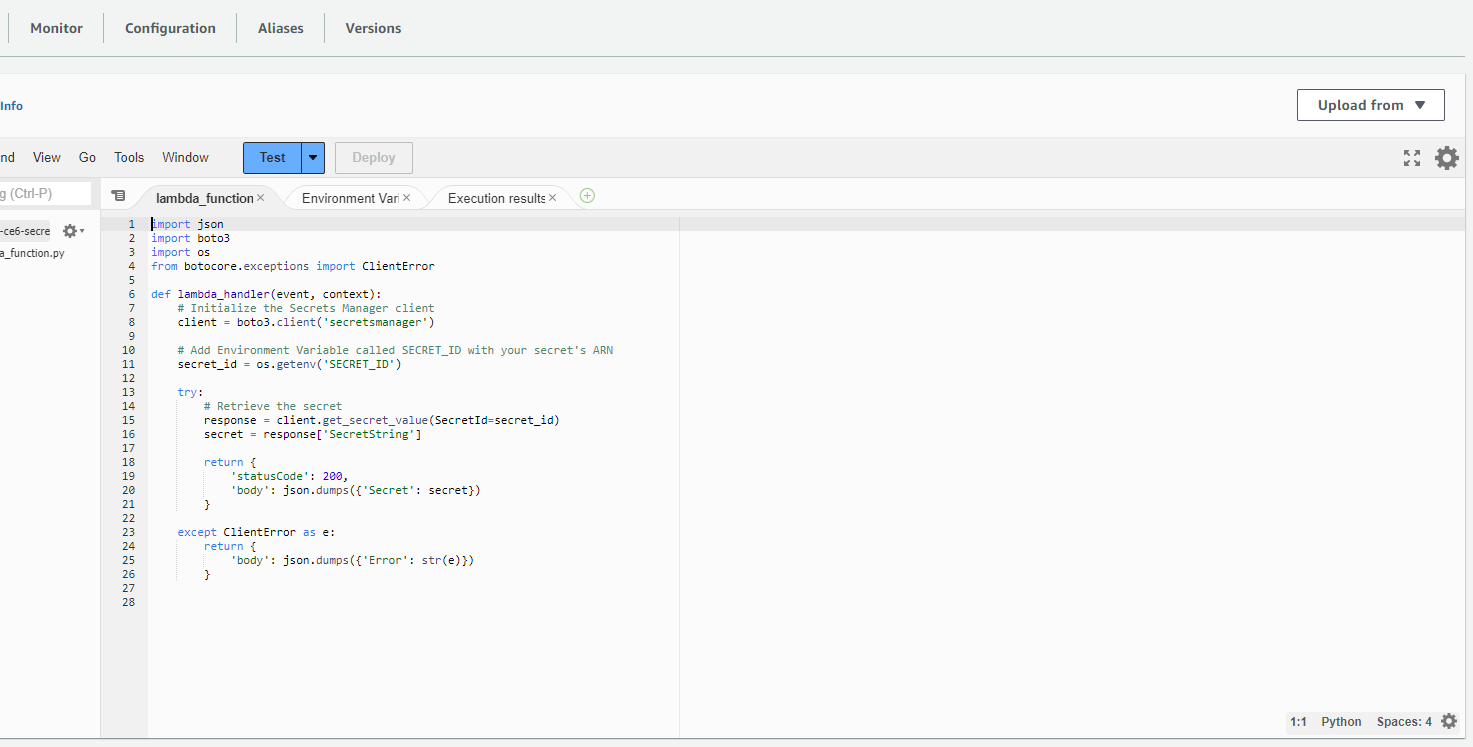 Monitor Configuration Aliases Versions
Info
Upload from
nd View Go Tools Window Test Deploy
g (Ctrl-P)
lambda_function × Environment Var × Execution results ×
-ce6-secre
a_function.py
1 import json
2 import boto3
3 import os
4 from botocore.exceptions import ClientError
5
6 def lambda_handler(event, context):
7 # Initialize the Secrets Manager client
8 client = boto3.client('secretsmanager')
9
10 # Add Environment Variable called SECRET_ID with your secret's ARN
11 secret_id = os.getenv('SECRET_ID')
12
13 try:
14 # Retrieve the secret
15 response = client.get_secret_value(SecretId=secret_id)
16 secret = response['SecretString']
17
18 return {
19 'statusCode': 200,
20 'body': json.dumps({'Secret': secret})
21 }
22
23 except ClientError as e:
24 return {
25 'body': json.dumps({'Error': str(e)})
26 }
27
28
1:1 Python Spaces: 4